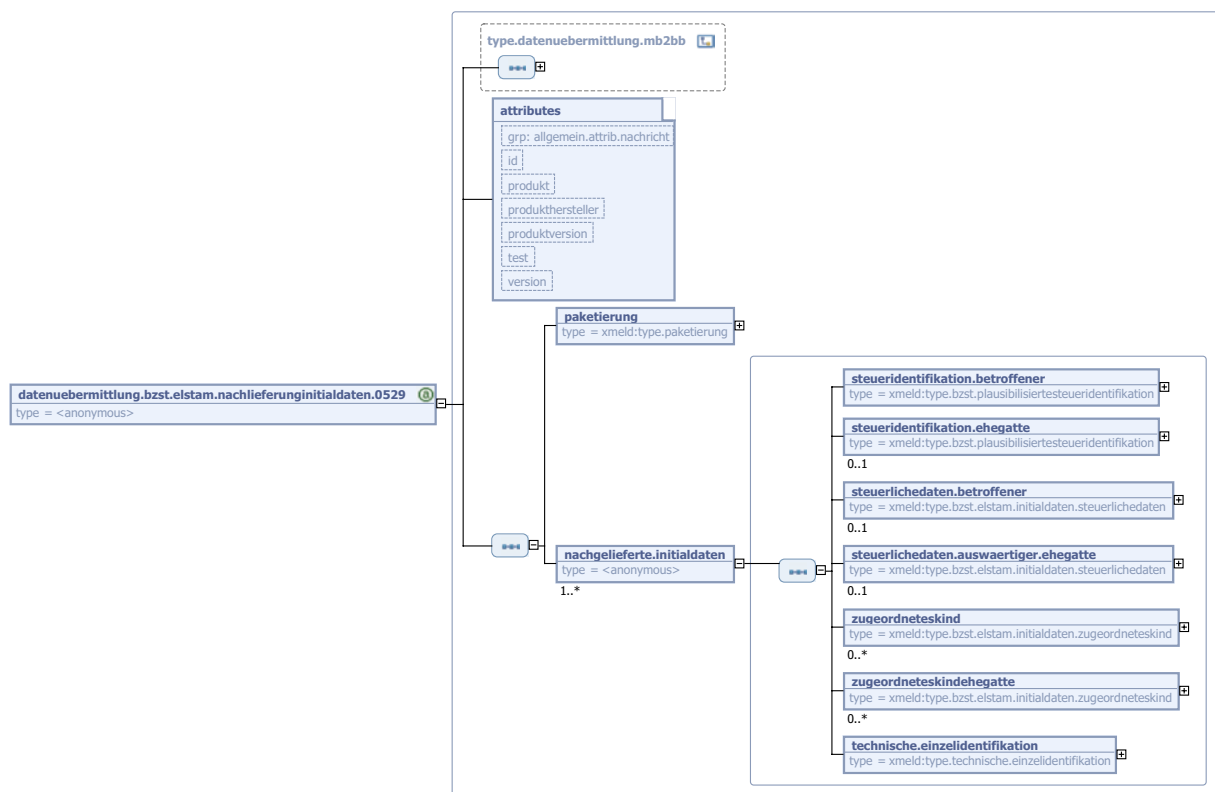 type.datenuebermittlung.mb2bb
attributes
grp: allgemein.attrib.nachricht
id
produkt
produkthersteller
produktversion
test
version
paketierung
type = xmeld:type.paketierung
datenuebermittlung.bzst.elstam.nachlieferunginitialdaten.0529
type = <anonymous>
nachgelieferte.initialdaten
type = <anonymous>
1..*
steueridentifikation.betroffener
type = xmeld:type.bzst.plausibilisiertesteueridentifikation
steueridentifikation.ehegatte
type = xmeld:type.bzst.plausibilisiertesteueridentifikation
0..1
steuerlichedaten.betroffener
type = xmeld:type.bzst.elstam.initialdaten.steuerlichedaten
0..1
steuerlichedaten.auswaertiger.ehegatte
type = xmeld:type.bzst.elstam.initialdaten.steuerlichedaten
0..1
zugeordneteskind
type = xmeld:type.bzst.elstam.initialdaten.zugeordneteskind
0..*
zugeordneteskindehegatte
type = xmeld:type.bzst.elstam.initialdaten.zugeordneteskind
0..*
technische.einzelidentifikation
type = xmeld:type.technische.einzelidentifikation